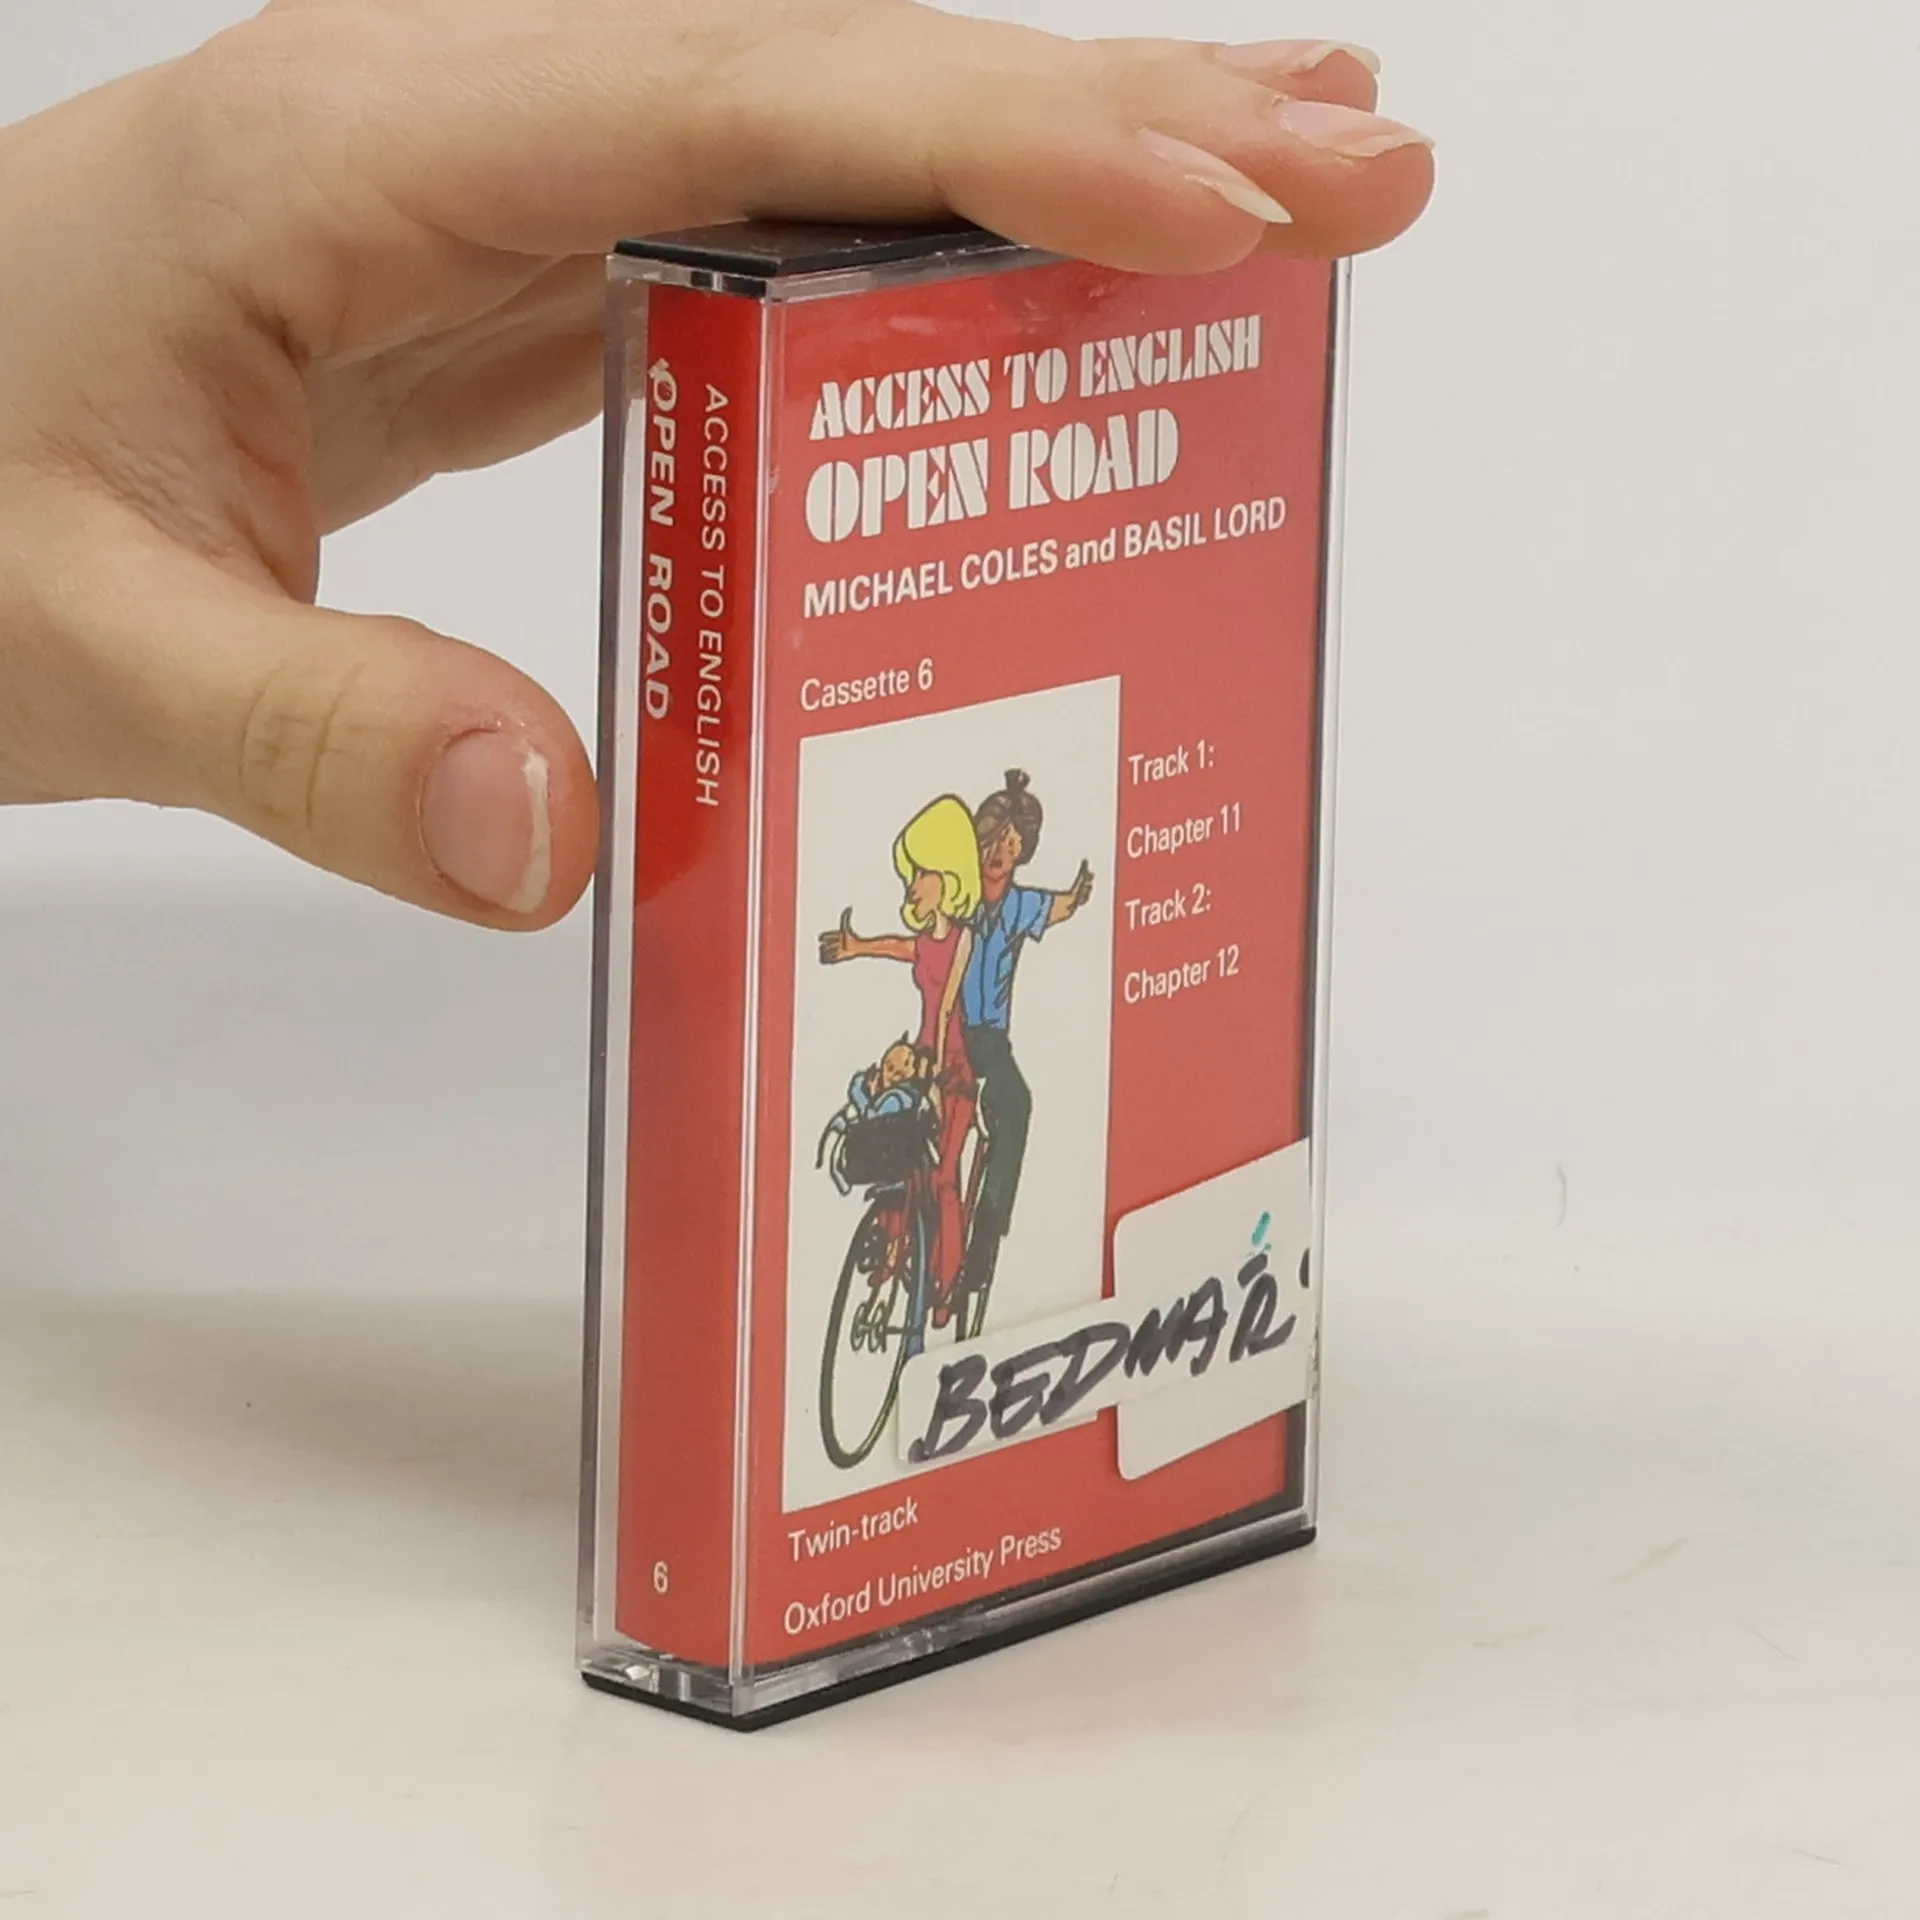 ACCESS TO ENGLISH
OPEN ROAD
MICHAEL COLES and BASIL LORD
Cassette 6
Track 1:
Chapter 11
Track 2:
Chapter 12
BEDNAŘ
Twin-track
Oxford University Press
ACCESS TO ENGLISH
OPEN ROAD
6